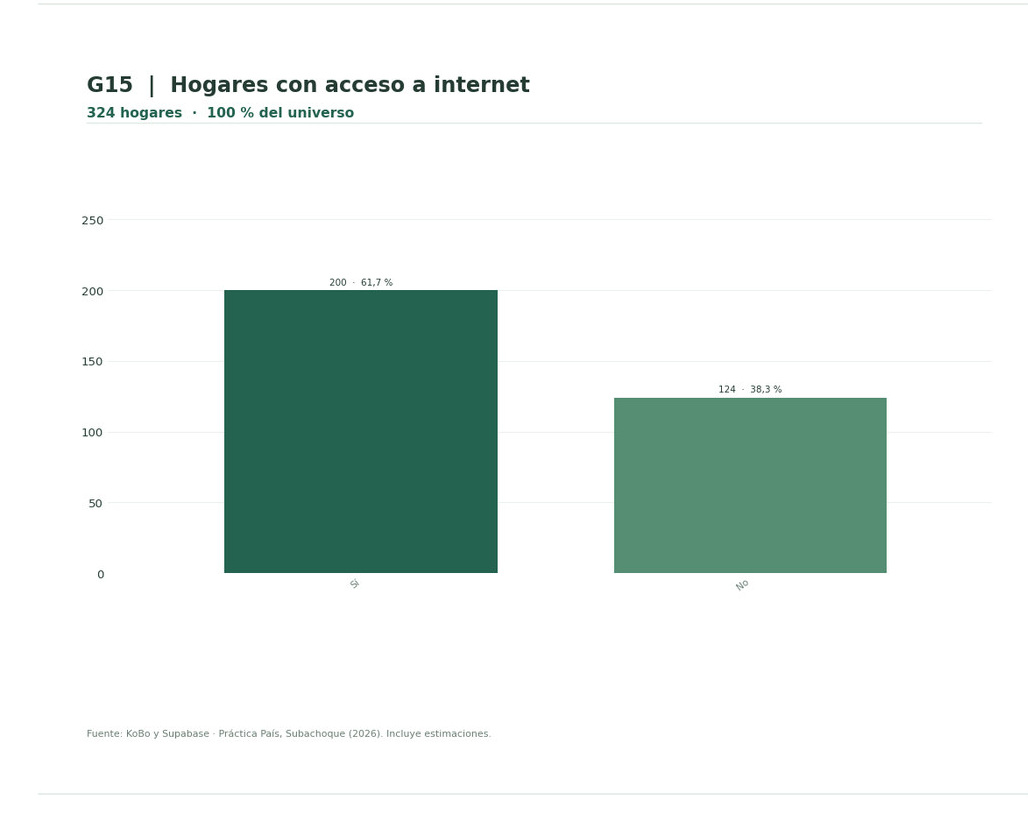 G15 | Hogares con acceso a internet
324 hogares · 100 % del universo
250
200
150
100
50
0
200 · 61,7 %
124 · 38,3 %
Sí
No
Fuente: KoBo y Supabase · Práctica País, Subachoque (2026). Incluye estimaciones.